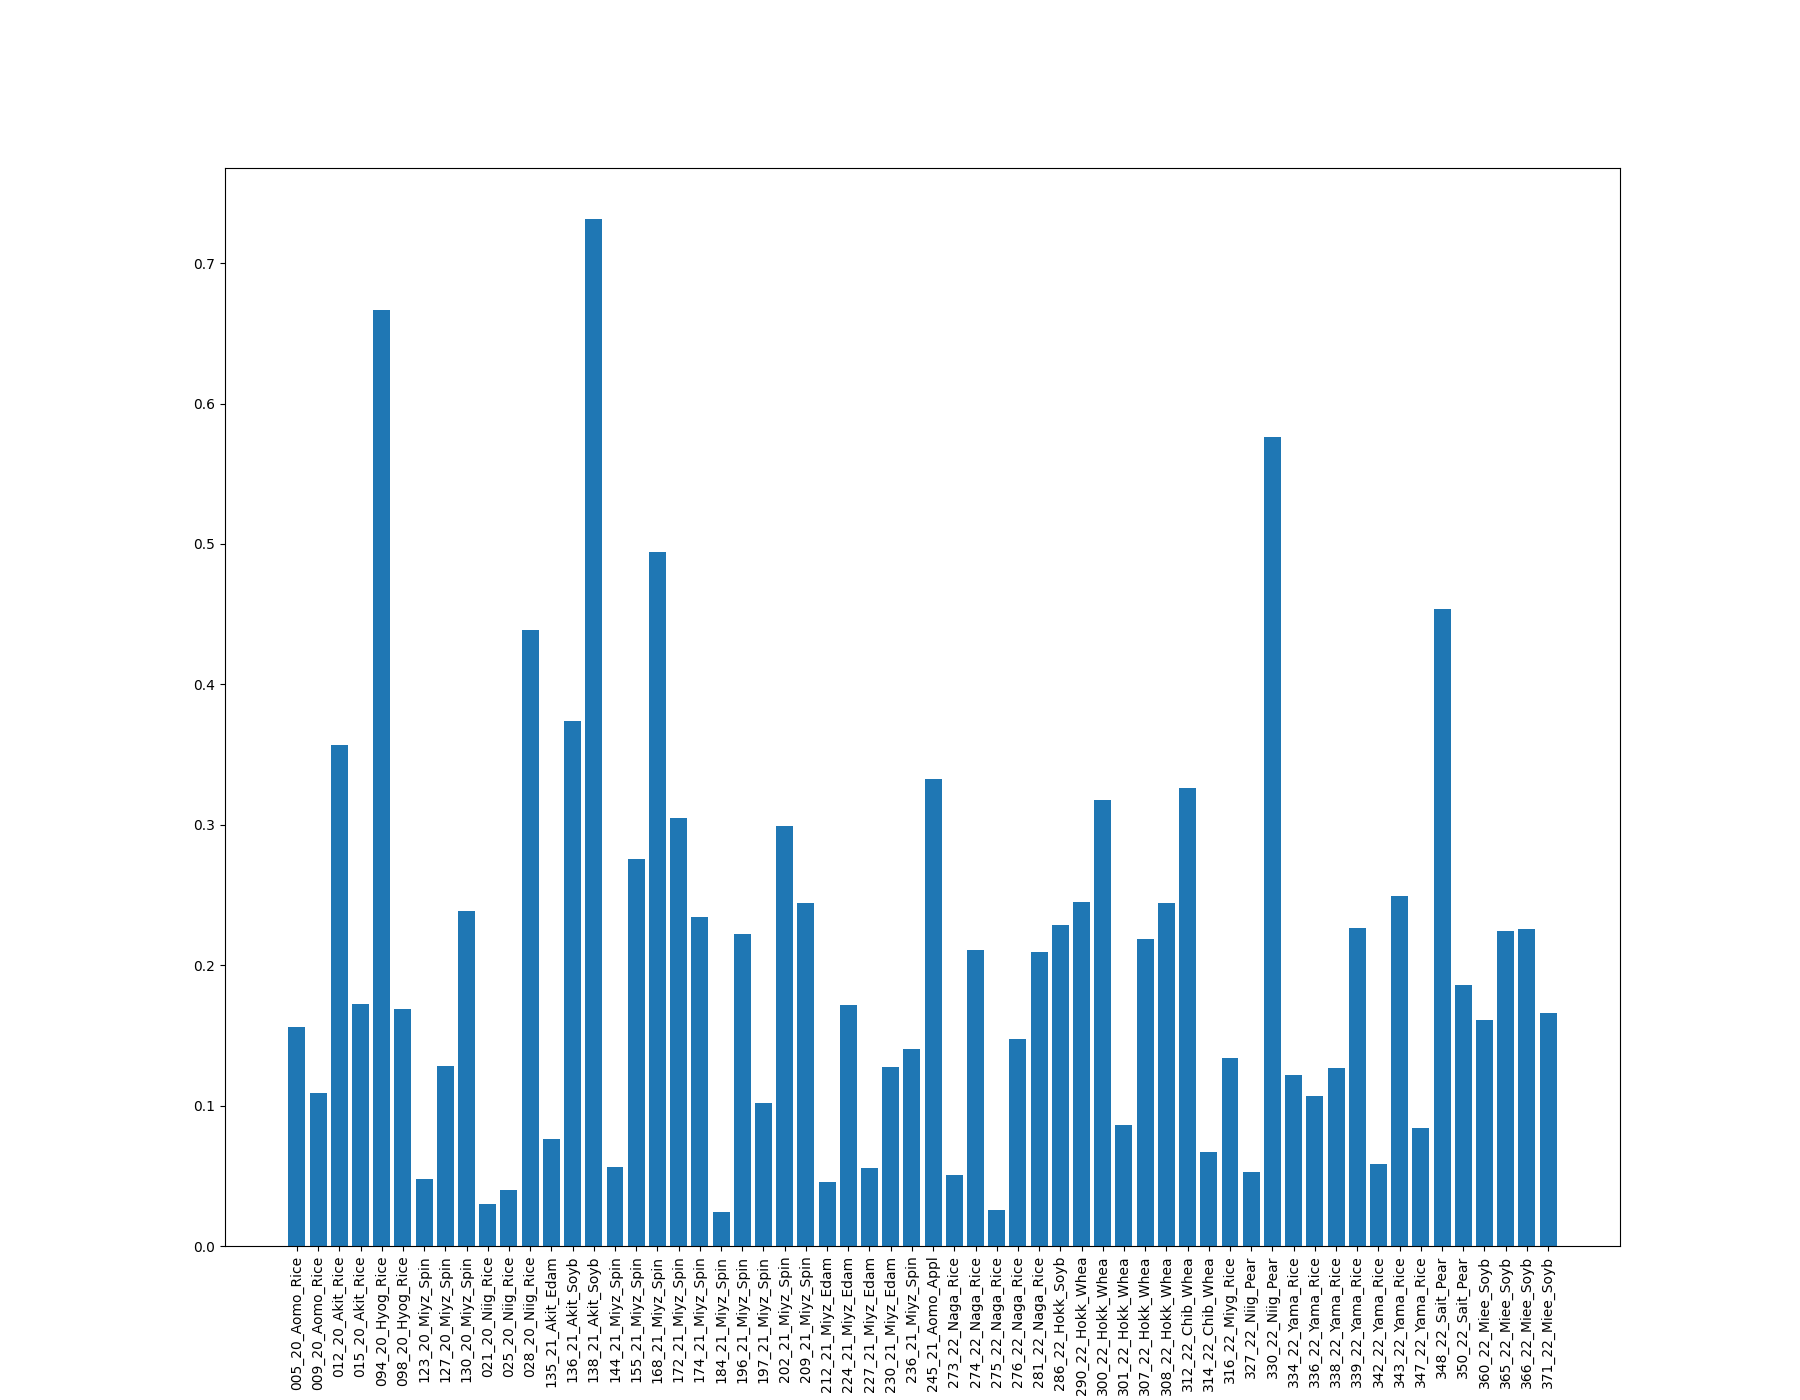 0.7
0.6
0.5
0.4
0.3
0.2
0.1
0.0
005_20_Aomo_Rice
009_20_Aomo_Rice
012_20_Akit_Rice
015_20_Akit_Rice
094_20_Hyog_Rice
098_20_Hyog_Rice
123_20_Miyz_Spin
127_20_Miyz_Spin
130_20_Miyz_Spin
021_20_Niig_Rice
025_20_Niig_Rice
028_20_Niig_Rice
135_21_Akit_Edam
136_21_Akit_Soyb
138_21_Akit_Soyb
144_21_Miyz_Spin
155_21_Miyz_Spin
168_21_Miyz_Spin
172_21_Miyz_Spin
174_21_Miyz_Spin
184_21_Miyz_Spin
196_21_Miyz_Spin
197_21_Miyz_Spin
202_21_Miyz_Spin
209_21_Miyz_Spin
212_21_Miyz_Edam
224_21_Miyz_Edam
227_21_Miyz_Edam
230_21_Miyz_Edam
236_21_Miyz_Spin
245_21_Aomo_Appl
273_22_Naga_Rice
274_22_Naga_Rice
275_22_Naga_Rice
276_22_Naga_Rice
281_22_Naga_Rice
286_22_Hokk_Soyb
290_22_Hokk_Whea
300_22_Hokk_Whea
301_22_Hokk_Whea
307_22_Hokk_Whea
308_22_Hokk_Whea
312_22_Chib_Whea
314_22_Chib_Whea
316_22_Miyg_Rice
327_22_Niig_Pear
330_22_Niig_Pear
334_22_Yama_Rice
336_22_Yama_Rice
338_22_Yama_Rice
339_22_Yama_Rice
342_22_Yama_Rice
343_22_Yama_Rice
347_22_Yama_Rice
348_22_Sait_Pear
350_22_Sait_Pear
360_22_Miee_Soyb
365_22_Miee_Soyb
366_22_Miee_Soyb
371_22_Miee_Soyb